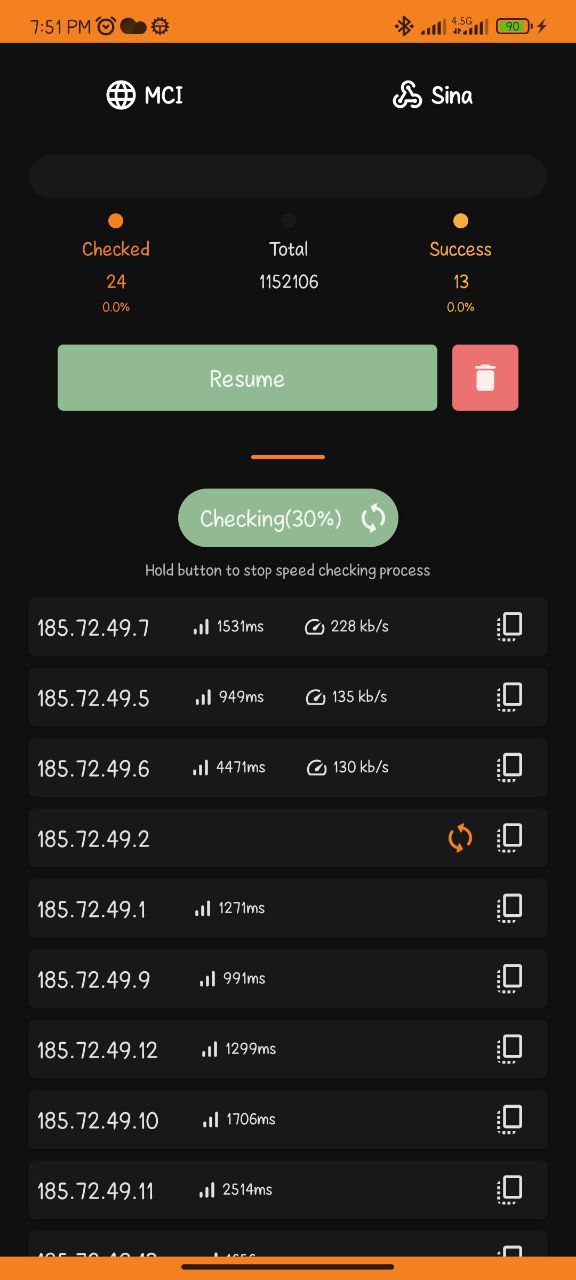 7:51 PM 4.5G 90
MCI Sina
Checked Total Success
24 1152106 13
0.0% 0.0%
Resume
Checking(30%)
Hold button to stop speed checking process
185.72.49.7 1531ms 228 kb/s
185.72.49.5 949ms 135 kb/s
185.72.49.6 4471ms 130 kb/s
185.72.49.2
185.72.49.1 1271ms
185.72.49.9 991ms
185.72.49.12 1299ms
185.72.49.10 1706ms
185.72.49.11 2514ms